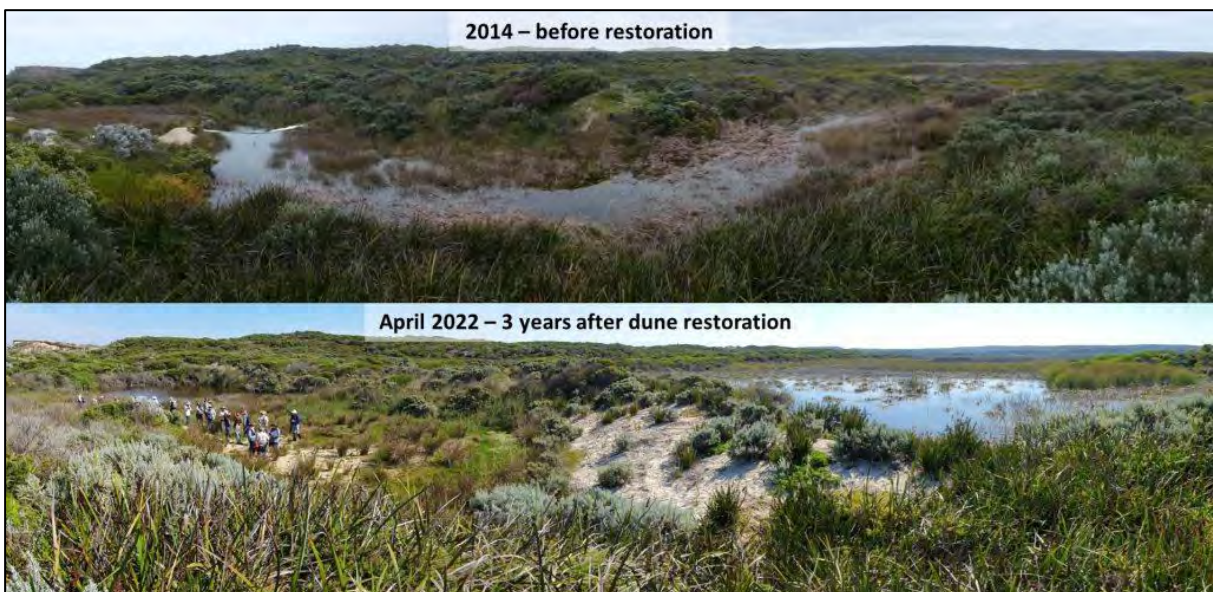 2014 – before restoration
April 2022 – 3 years after dune restoration